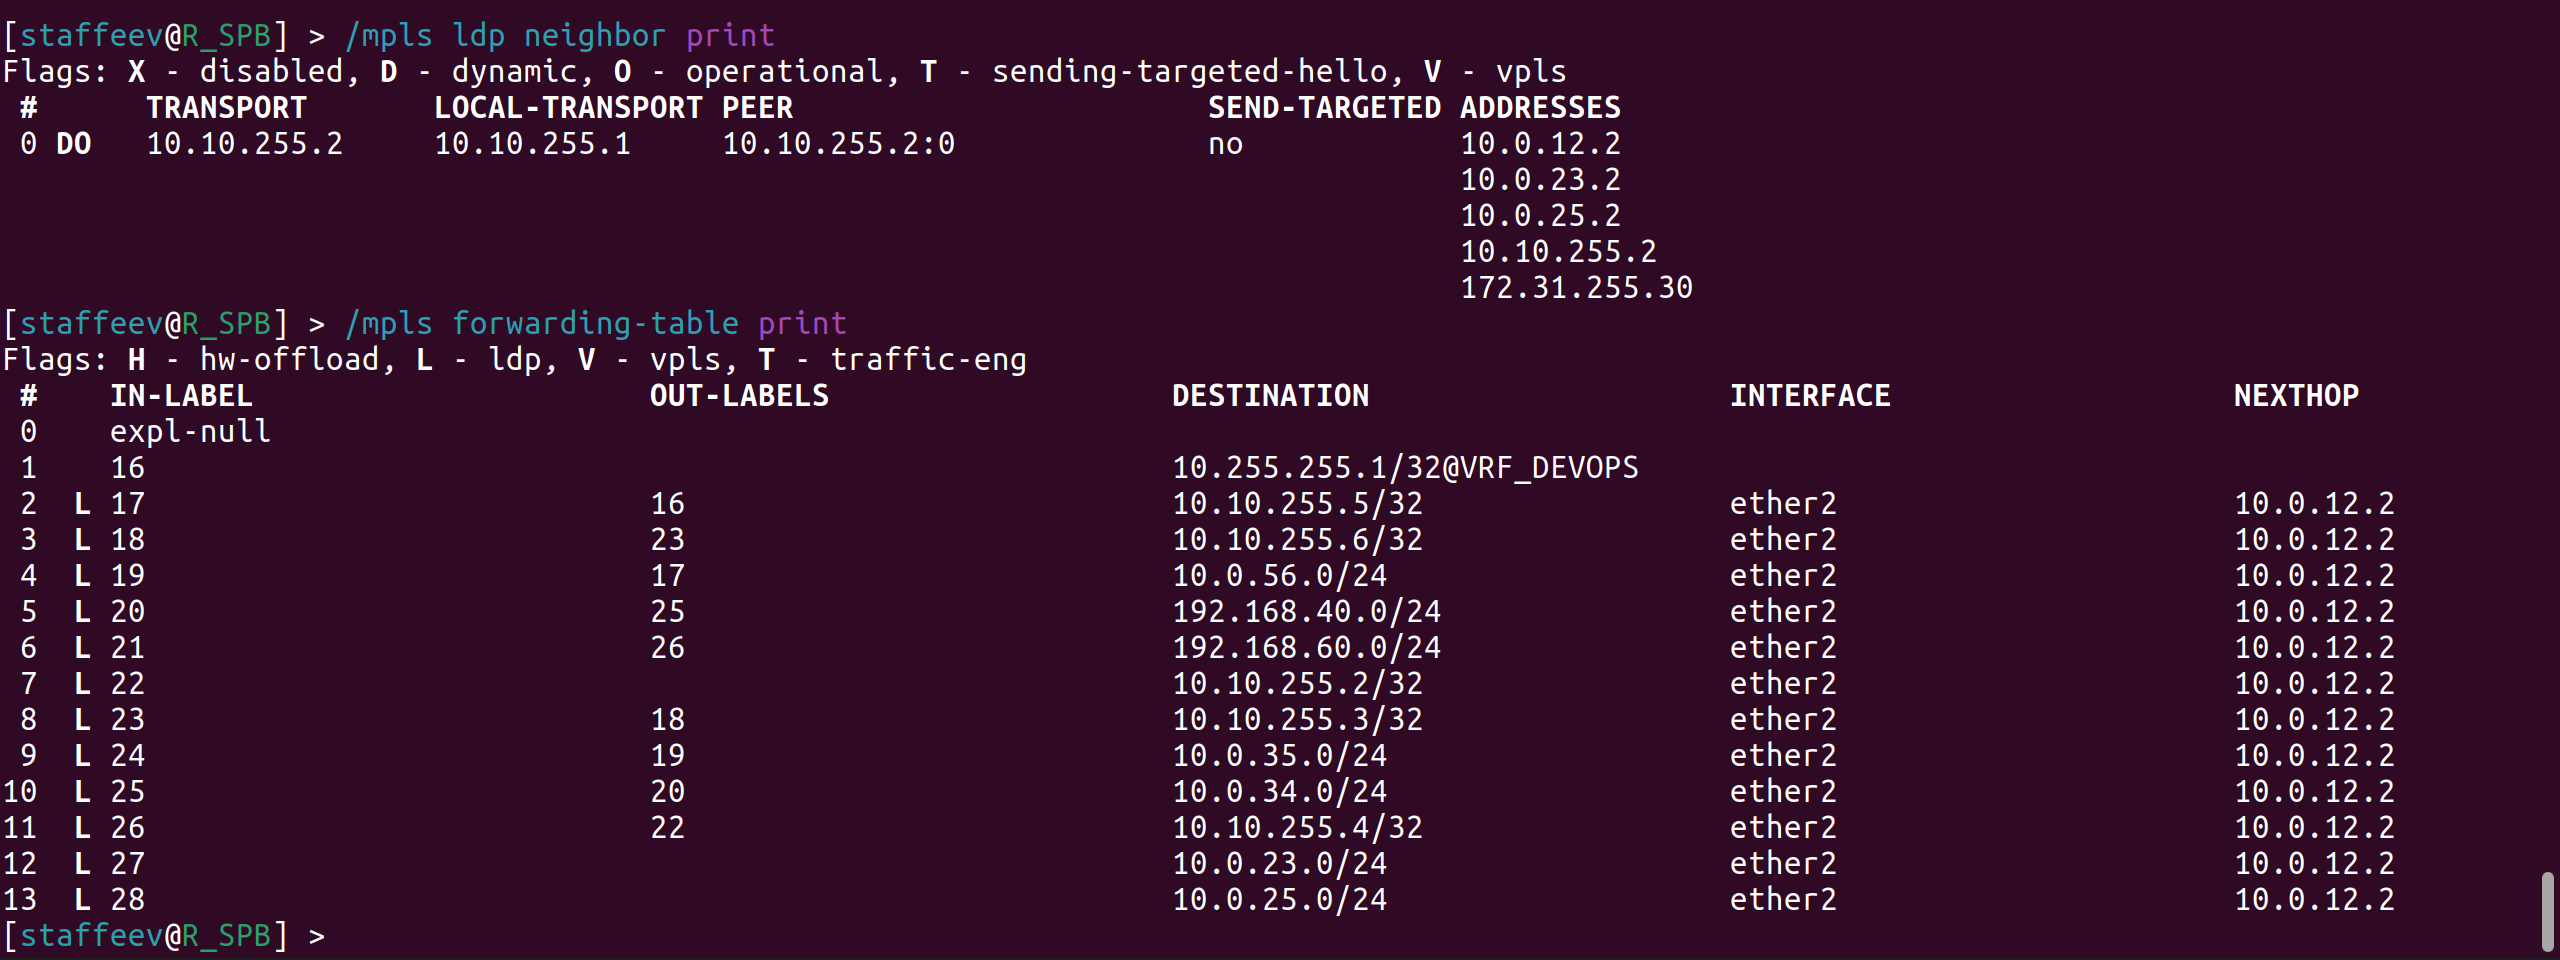 [staffeev@R_SPB] > /mpls ldp neighbor print
Flags: X - disabled, D - dynamic, O - operational, T - sending-targeted-hello, V - vpls
 #      TRANSPORT       LOCAL-TRANSPORT PEER                       SEND-TARGETED ADDRESSES
 0 DO   10.10.255.2     10.10.255.1     10.10.255.2:0              no            10.0.12.2
                                                                                 10.0.23.2
                                                                                 10.0.25.2
                                                                                 10.10.255.2
                                                                                 172.31.255.30
[staffeev@R_SPB] > /mpls forwarding-table print
Flags: H - hw-offload, L - ldp, V - vpls, T - traffic-eng
 #    IN-LABEL                      OUT-LABELS                   DESTINATION                    INTERFACE                   NEXTHOP
 0    expl-null
 1    16                                                         10.255.255.1/32@VRF_DEVOPS
 2  L 17                            16                           10.10.255.5/32                 ether2                      10.0.12.2
 3  L 18                            23                           10.10.255.6/32                 ether2                      10.0.12.2
 4  L 19                            17                           10.0.56.0/24                   ether2                      10.0.12.2
 5  L 20                            25                           192.168.40.0/24                ether2                      10.0.12.2
 6  L 21                            26                           192.168.60.0/24                ether2                      10.0.12.2
 7  L 22                                                         10.10.255.2/32                 ether2                      10.0.12.2
 8  L 23                            18                           10.10.255.3/32                 ether2                      10.0.12.2
 9  L 24                            19                           10.0.35.0/24                   ether2                      10.0.12.2
10  L 25                            20                           10.0.34.0/24                   ether2                      10.0.12.2
11  L 26                            22                           10.10.255.4/32                 ether2                      10.0.12.2
12  L 27                                                         10.0.23.0/24                   ether2                      10.0.12.2
13  L 28                                                         10.0.25.0/24                   ether2                      10.0.12.2
[staffeev@R_SPB] >